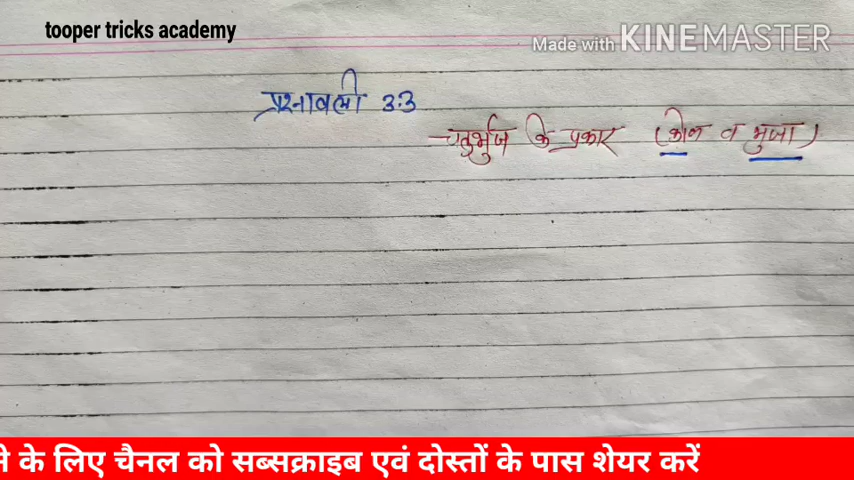 tooper tricks academy
Made with KINEMASTER
प्रश्नावली 3.3
चतुर्भुज के प्रकार (कोण व भुजा)
ने के लिए चैनल को सब्सक्राइब एवं दोस्तों के पास शेयर करें